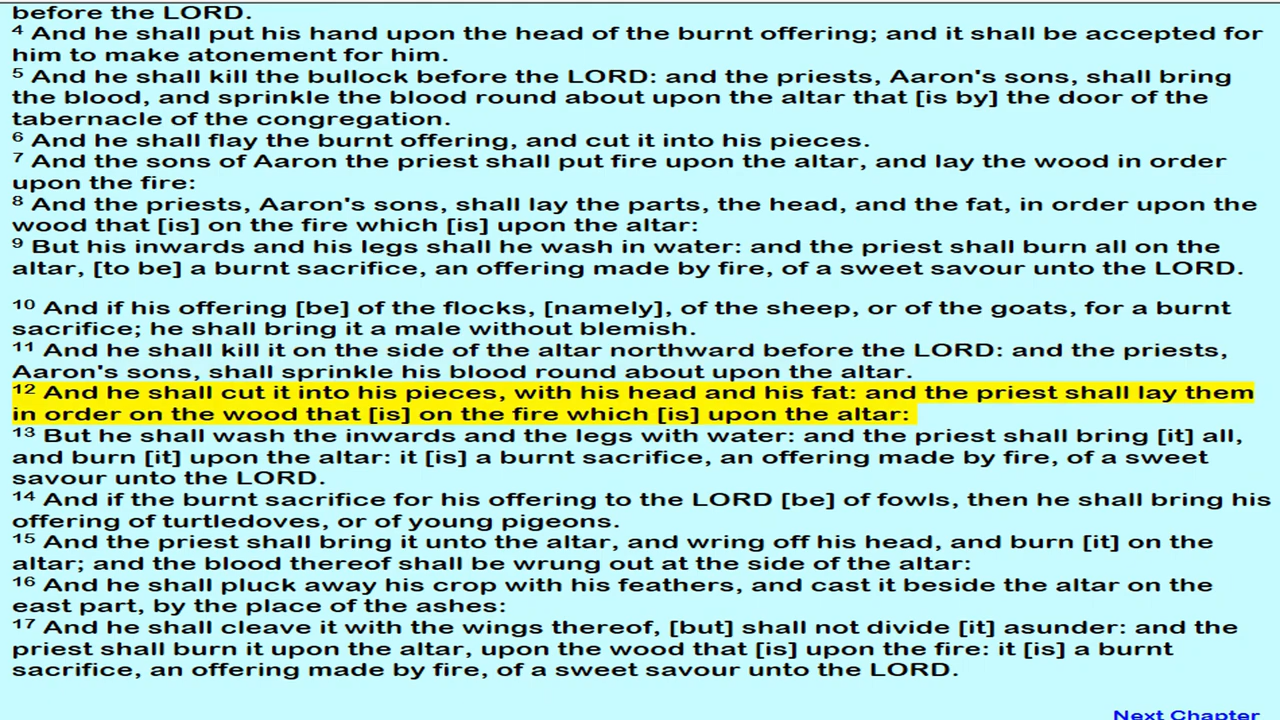 before the LORD.
4 And he shall put his hand upon the head of the burnt offering; and it shall be accepted for
him to make atonement for him.
5 And he shall kill the bullock before the LORD: and the priests, Aaron's sons, shall bring
the blood, and sprinkle the blood round about upon the altar that [is by] the door of the
tabernacle of the congregation.
6 And he shall flay the burnt offering, and cut it into his pieces.
7 And the sons of Aaron the priest shall put fire upon the altar, and lay the wood in order
upon the fire:
8 And the priests, Aaron's sons, shall lay the parts, the head, and the fat, in order upon the
wood that [is] on the fire which [is] upon the altar:
9 But his inwards and his legs shall he wash in water: and the priest shall burn all on the
altar, [to be] a burnt sacrifice, an offering made by fire, of a sweet savour unto the LORD.
10 And if his offering [be] of the flocks, [namely], of the sheep, or of the goats, for a burnt
sacrifice; he shall bring it a male without blemish.
11 And he shall kill it on the side of the altar northward before the LORD: and the priests,
Aaron's sons, shall sprinkle his blood round about upon the altar.
12 And he shall cut it into his pieces, with his head and his fat: and the priest shall lay them
in order on the wood that [is] on the fire which [is] upon the altar:
13 But he shall wash the inwards and the legs with water: and the priest shall bring [it] all,
and burn [it] upon the altar: it [is] a burnt sacrifice, an offering made by fire, of a sweet
savour unto the LORD.
14 And if the burnt sacrifice for his offering to the LORD [be] of fowls, then he shall bring his
offering of turtledoves, or of young pigeons.
15 And the priest shall bring it unto the altar, and wring off his head, and burn [it] on the
altar; and the blood thereof shall be wrung out at the side of the altar:
16 And he shall pluck away his crop with his feathers, and cast it beside the altar on the
east part, by the place of the ashes:
17 And he shall cleave it with the wings thereof, [but] shall not divide [it] asunder: and the
priest shall burn it upon the altar, upon the wood that [is] upon the fire: it [is] a burnt
sacrifice, an offering made by fire, of a sweet savour unto the LORD.
Next Chapter